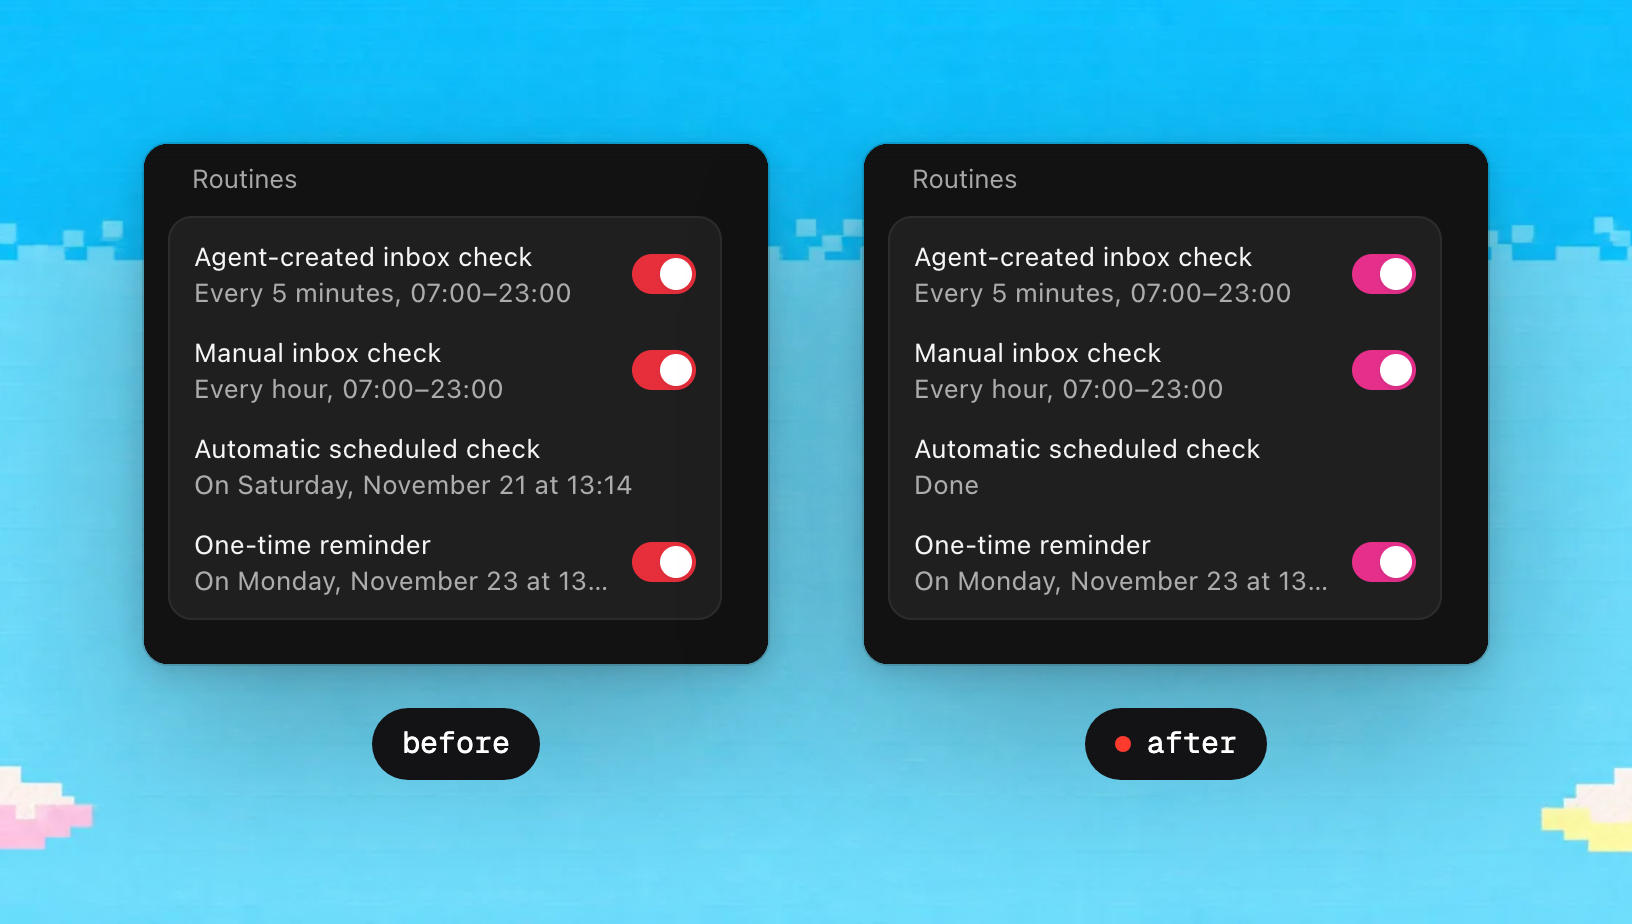 Routines
Agent-created inbox check
Every 5 minutes, 07:00–23:00
Manual inbox check
Every hour, 07:00–23:00
Automatic scheduled check
On Saturday, November 21 at 13:14
One-time reminder
On Monday, November 23 at 13...
before
Routines
Agent-created inbox check
Every 5 minutes, 07:00–23:00
Manual inbox check
Every hour, 07:00–23:00
Automatic scheduled check
Done
One-time reminder
On Monday, November 23 at 13...
after